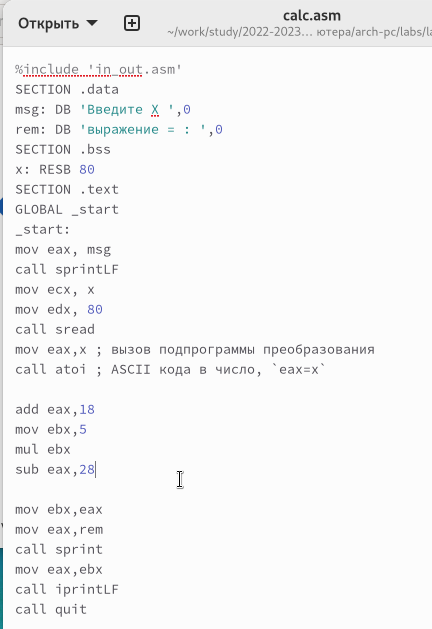 Открыть
calc.asm
~/work/study/2022-2023... ютера/arch-pc/labs/la
%include 'in_out.asm'
SECTION .data
msg: DB 'Введите X ',0
rem: DB 'выражение = : ',0
SECTION .bss
x: RESB 80
SECTION .text
GLOBAL _start
_start:
mov eax, msg
call sprintLF
mov ecx, x
mov edx, 80
call sread
mov eax,x ; вызов подпрограммы преобразования
call atoi ; ASCII кода в число, `eax=x`
add eax,18
mov ebx,5
mul ebx
sub eax,28
mov ebx,eax
mov eax,rem
call sprint
mov eax,ebx
call iprintLF
call quit